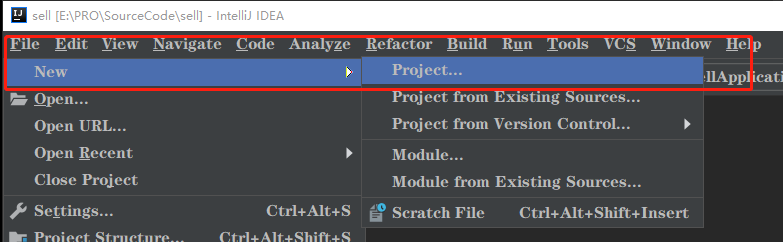 sell [E:\PRO\SourceCode\sell] - IntelliJ IDEA
File Edit View Navigate Code Analyze Refactor Build Run Tools VCS Window Help
New
Project...
ellApplicati
Open...
Project from Existing Sources...
Open URL...
Project from Version Control...
Open Recent
Module...
Close Project
Module from Existing Sources...
Settings... Ctrl+Alt+S
Scratch File Ctrl+Alt+Shift+Insert
Project Structure... Ctrl+Alt+Shift+S